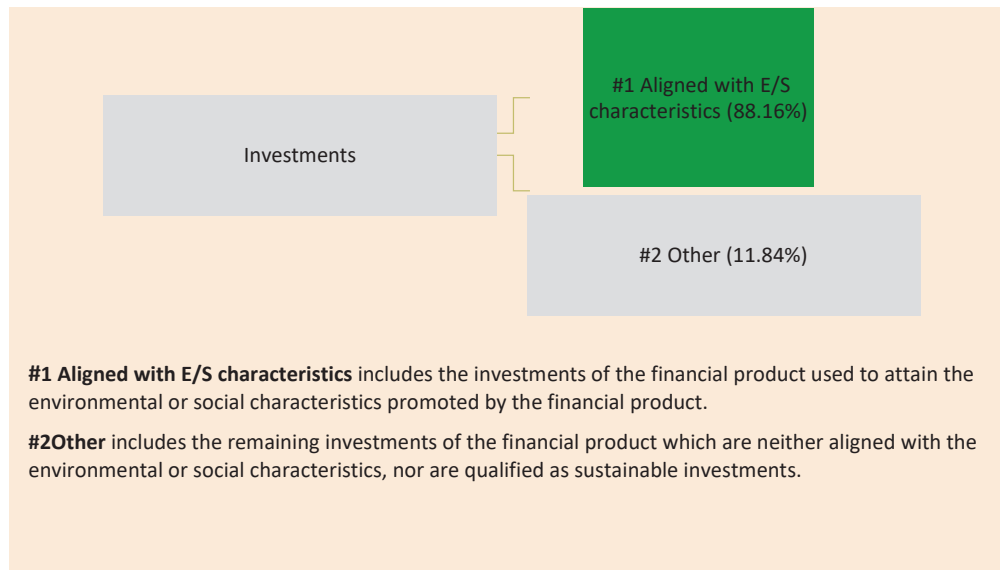 #1 Aligned with E/S
characteristics (88.16%)
Investments
#2 Other (11.84%)
#1 Aligned with E/S characteristics includes the investments of the financial product used to attain the
environmental or social characteristics promoted by the financial product.
#2Other includes the remaining investments of the financial product which are neither aligned with the
environmental or social characteristics, nor are qualified as sustainable investments.